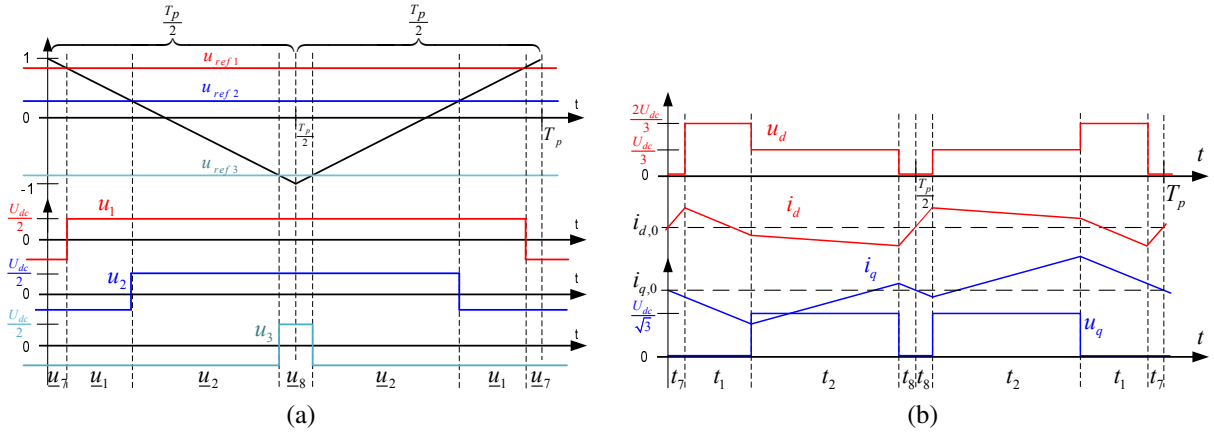 T_p/2 T_p/2
1 u_ref1
u_ref2
t
0
T_p/2 T_p
u_ref3
-1
U_dc/2 u_1 t
0
U_dc/2 u_2 t
0
U_dc/2 u_3 t
0
u_7 u_1 u_2 u_8 u_2 u_1 u_7
(a)
2U_dc/3 u_d
U_dc/3 t
0
T_p/2 T_p
i_d
i_d,0
i_q
i_q,0
U_dc/√3 u_q
t
0
t_7 t_1 t_2 t_8 t_8 t_2 t_1 t_7
(b)